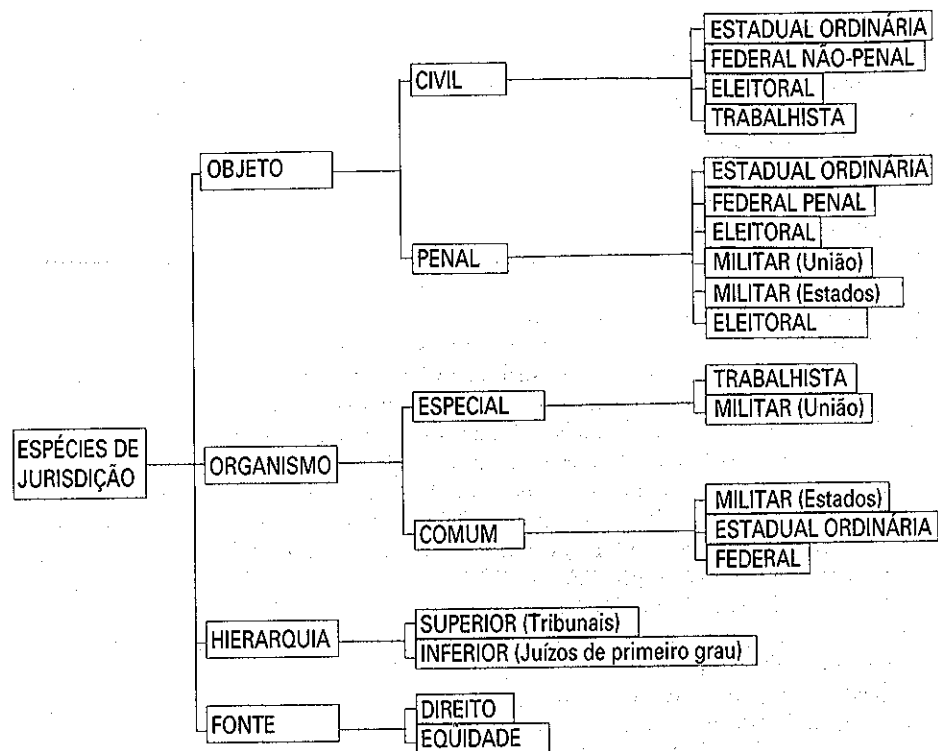 ESPÉCIES DE
JURISDIÇÃO
OBJETO
CIVIL
ESTADUAL ORDINÁRIA
FEDERAL NÃO-PENAL
ELEITORAL
TRABALHISTA
PENAL
ESTADUAL ORDINÁRIA
FEDERAL PENAL
ELEITORAL
MILITAR (União)
MILITAR (Estados)
ELEITORAL
ORGANISMO
ESPECIAL
TRABALHISTA
MILITAR (União)
COMUM
MILITAR (Estados)
ESTADUAL ORDINÁRIA
FEDERAL
HIERARQUIA
SUPERIOR (Tribunais)
INFERIOR (Juízos de primeiro grau)
FONTE
DIREITO
EQUIDADE